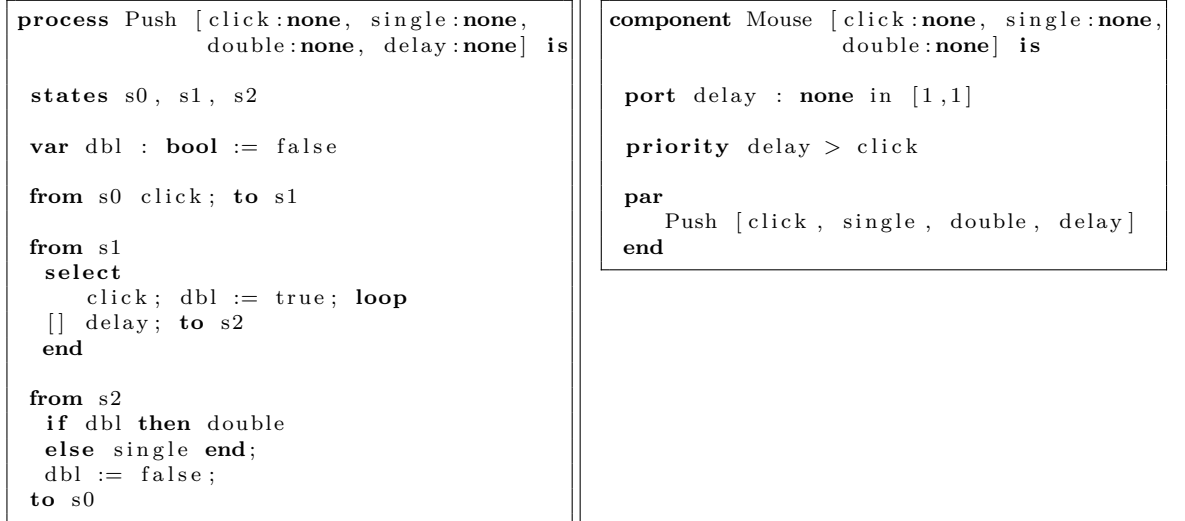 process Push [click:none, single:none,
double:none, delay:none] is
states s0, s1, s2
var dbl : bool := false
from s0 click; to s1
from s1
select
click; dbl := true; loop
[] delay; to s2
end
from s2
if dbl then double
else single end;
dbl := false;
to s0
component Mouse [click:none, single:none,
double:none] is
port delay : none in [1,1]
priority delay > click
par
Push [click, single, double, delay]
end